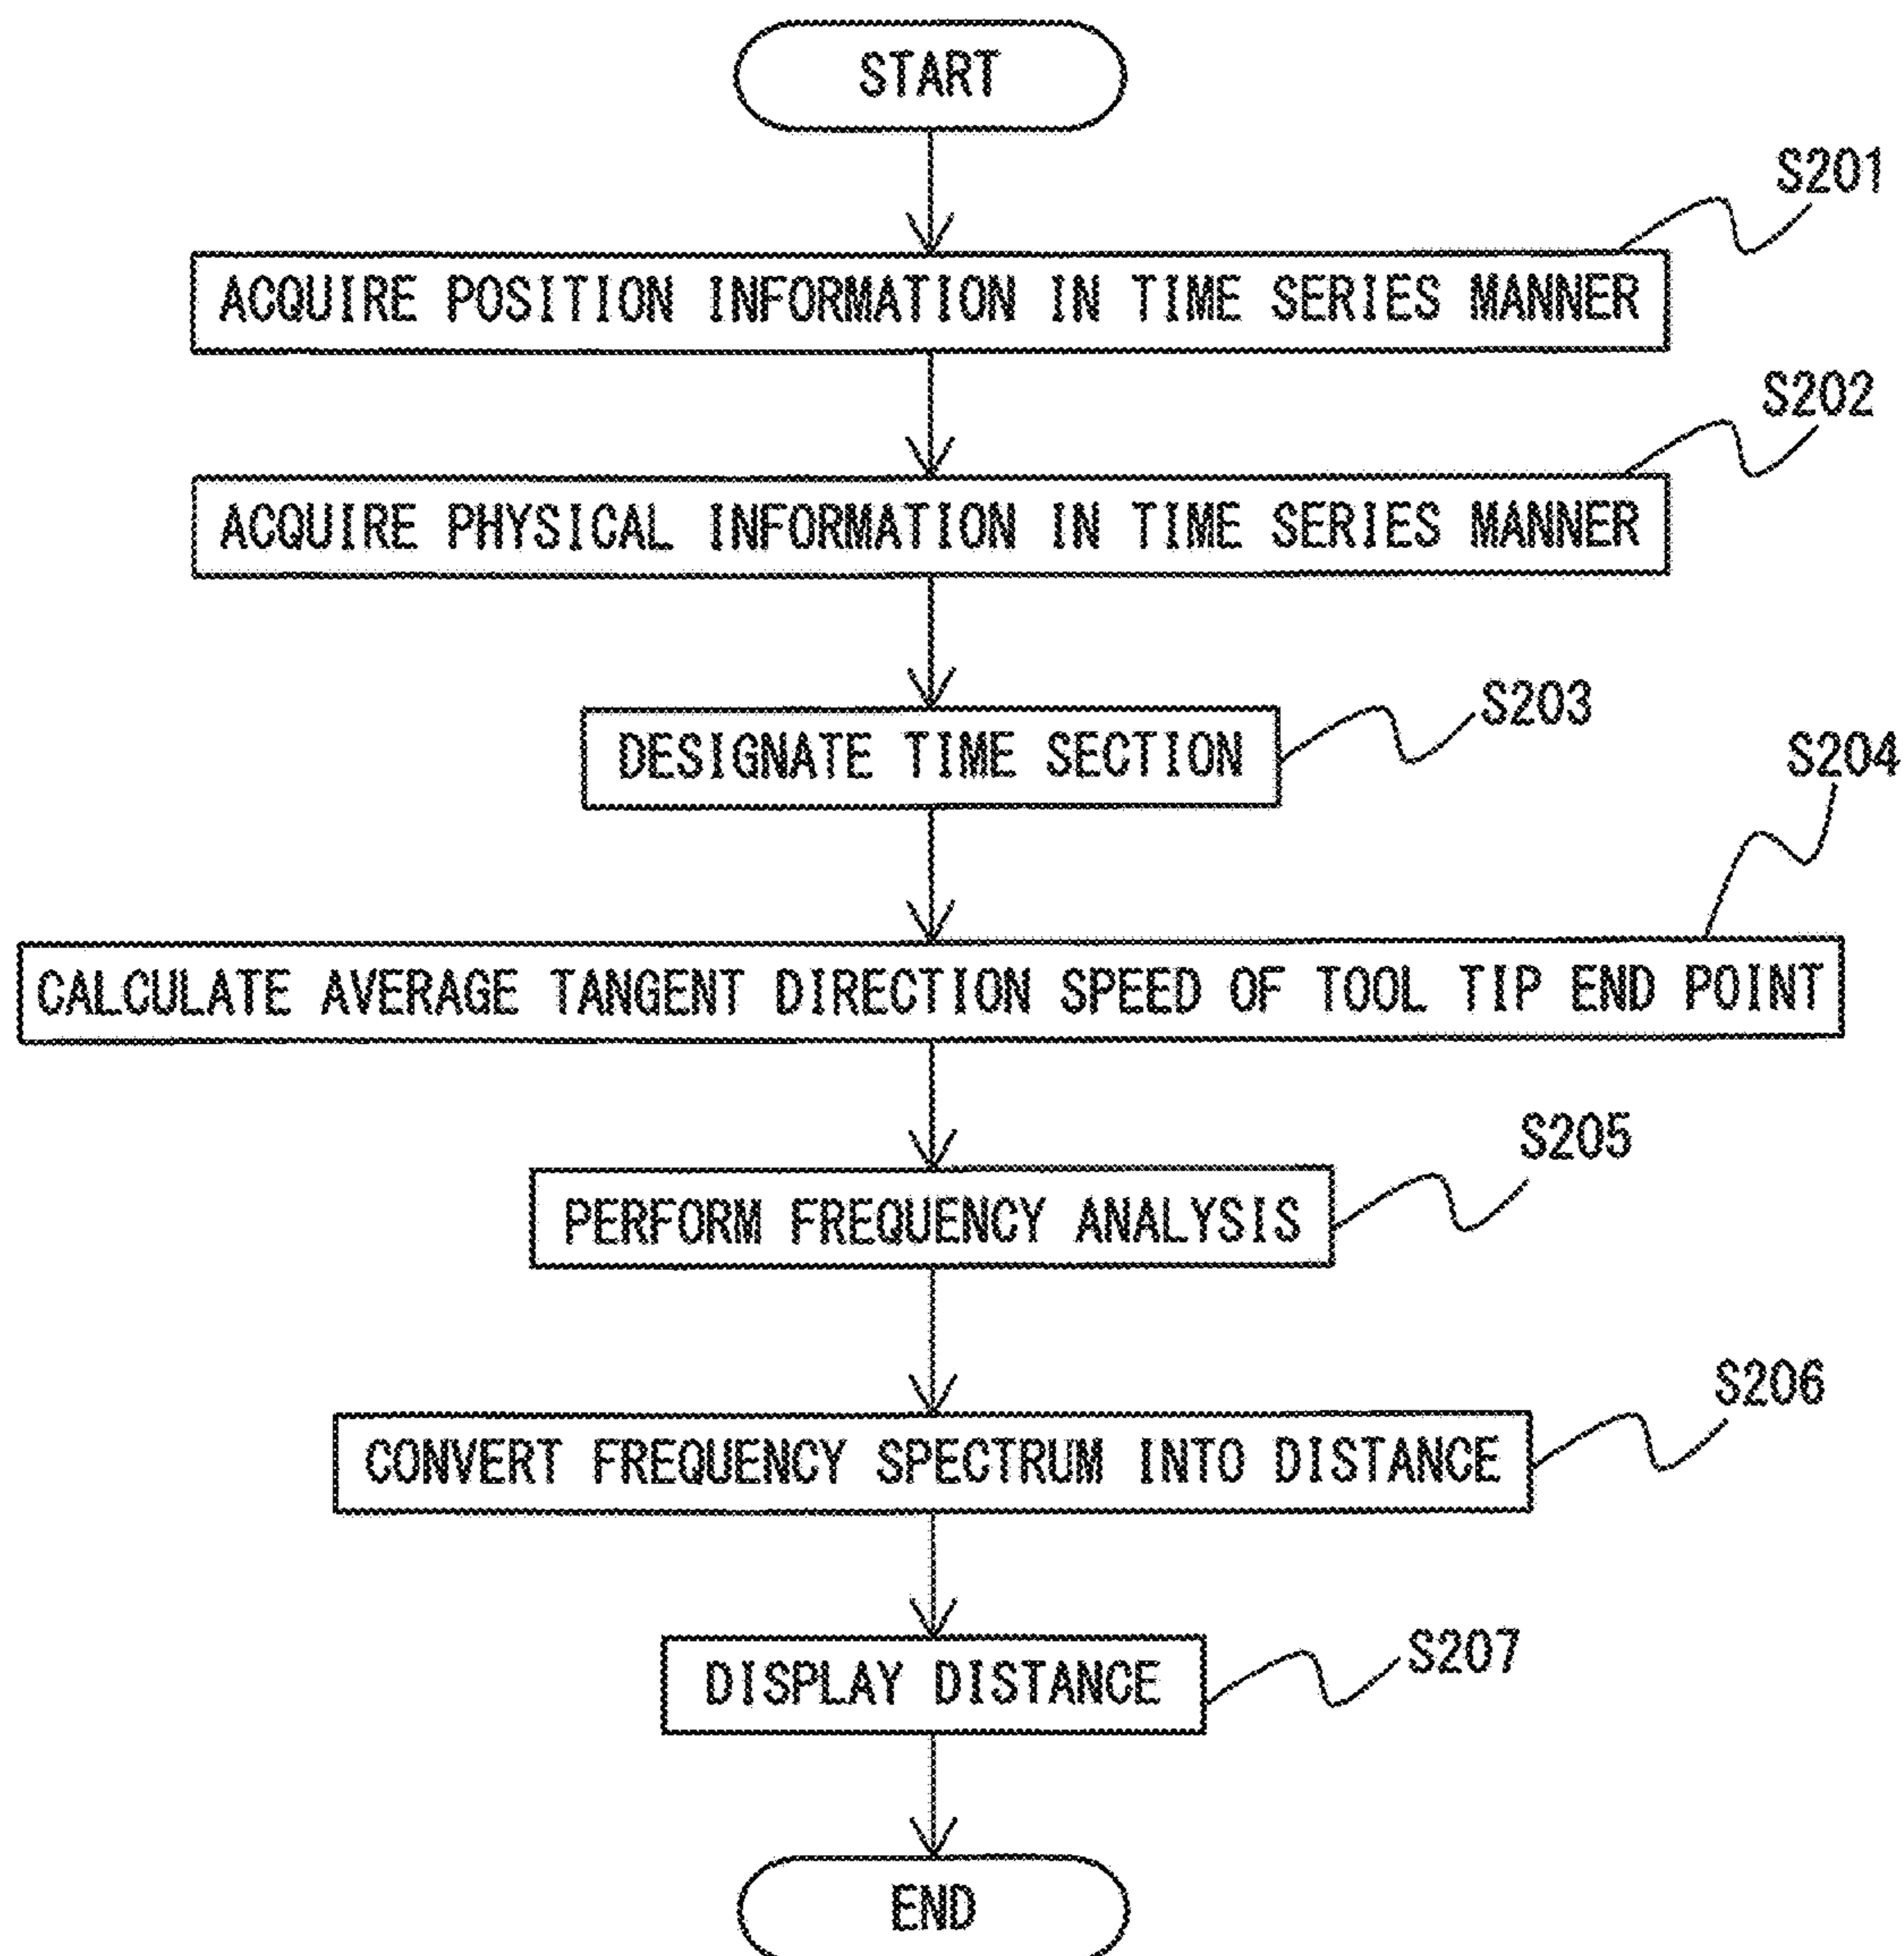 START
S201
ACQUIRE POSITION INFORMATION IN TIME SERIES MANNER
S202
ACQUIRE PHYSICAL INFORMATION IN TIME SERIES MANNER
S203
DESIGNATE TIME SECTION
S204
CALCULATE AVERAGE TANGENT DIRECTION SPEED OF TOOL TIP END POINT
S205
PERFORM FREQUENCY ANALYSIS
S206
CONVERT FREQUENCY SPECTRUM INTO DISTANCE
S207
DISPLAY DISTANCE
END